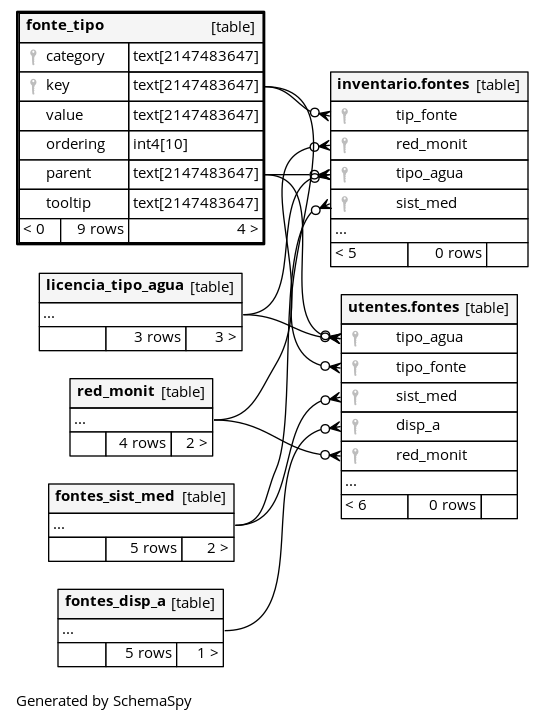 fonte_tipo [table]
category text[2147483647]
key text[2147483647]
value text[2147483647]
ordering int4[10]
parent text[2147483647]
tooltip text[2147483647]
< 0 9 rows 4 >
inventario.fontes [table]
tip_fonte
red_monit
tipo_agua
sist_med
...
< 5 0 rows
licencia_tipo_agua [table]
...
3 rows 3 >
utentes.fontes [table]
tipo_agua
tipo_fonte
sist_med
disp_a
red_monit
...
< 6 0 rows
red_monit [table]
...
4 rows 2 >
fontes_sist_med [table]
...
5 rows 2 >
fontes_disp_a [table]
...
5 rows 1 >
Generated by SchemaSpy